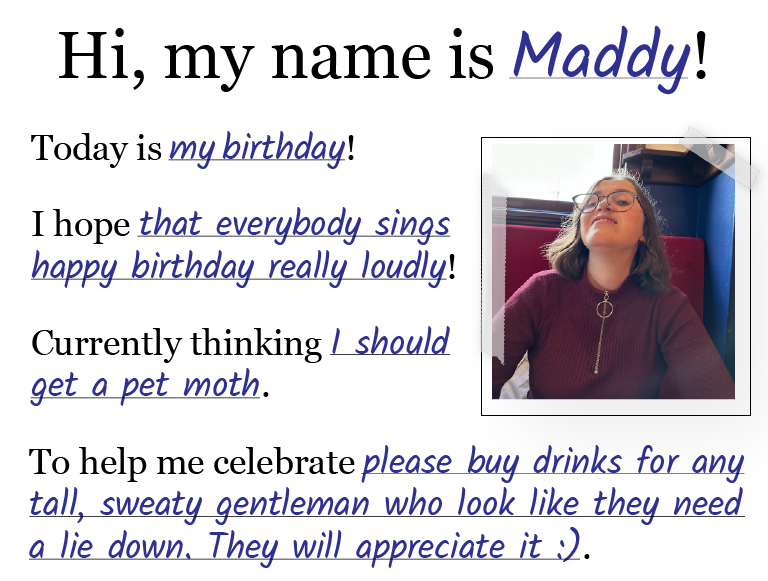 Hi, my name is Maddy!
Today is my birthday!
I hope that everybody sings
happy birthday really loudly!
Currently thinking I should
get a pet moth.
To help me celebrate please buy drinks for any
tall, sweaty gentleman who look like they need
a lie down. They will appreciate it :).